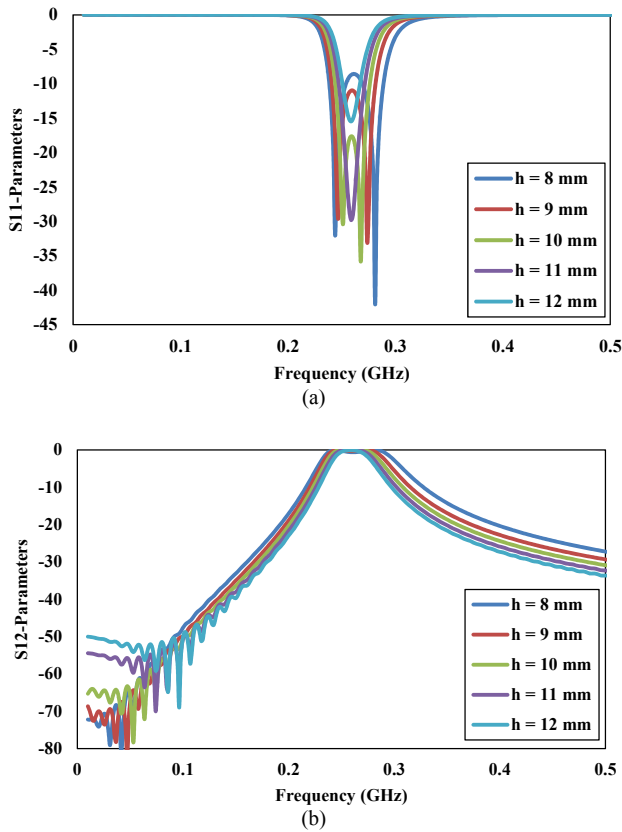 0
-5
-10
-15
-20
-25
-30
-35
-40
-45
S11-Parameters
h = 8 mm
h = 9 mm
h = 10 mm
h = 11 mm
h = 12 mm
0 0.1 0.2 0.3 0.4 0.5
Frequency (GHz)
(a)
0
-10
-20
-30
-40
-50
-60
-70
-80
S12-Parameters
h = 8 mm
h = 9 mm
h = 10 mm
h = 11 mm
h = 12 mm
0 0.1 0.2 0.3 0.4 0.5
Frequency (GHz)
(b)